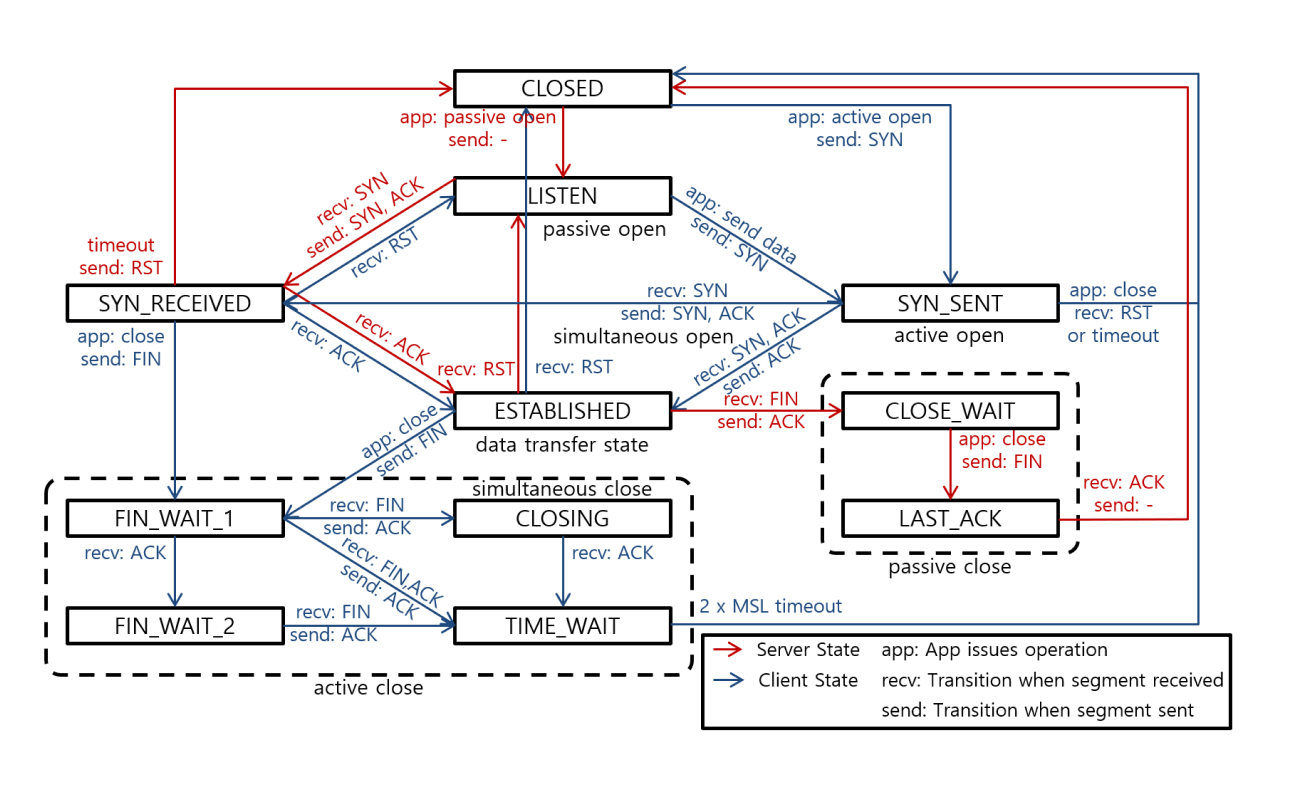 CLOSED
app: passive open
send: -
app: active open
send: SYN
LISTEN
passive open
recv: SYN
send: SYN, ACK
recv: RST
app: send data
send: SYN
timeout
send: RST
SYN_RECEIVED
recv: SYN
send: SYN, ACK
simultaneous open
SYN_SENT
active open
app: close
recv: RST
or timeout
app: close
send: FIN
recv: ACK
recv: ACK
recv: RST
recv: RST
recv: SYN, ACK
send: ACK
ESTABLISHED
data transfer state
recv: FIN
send: ACK
CLOSE_WAIT
app: close
send: FIN
app: close
send: FIN
recv: ACK
send: -
LAST_ACK
passive close
simultaneous close
FIN_WAIT_1
recv: FIN
send: ACK
CLOSING
recv: ACK
recv: FIN,ACK
send: ACK
recv: ACK
FIN_WAIT_2
recv: FIN
send: ACK
TIME_WAIT
2 x MSL timeout
active close
Server State
app: App issues operation
Client State
recv: Transition when segment received
send: Transition when segment sent